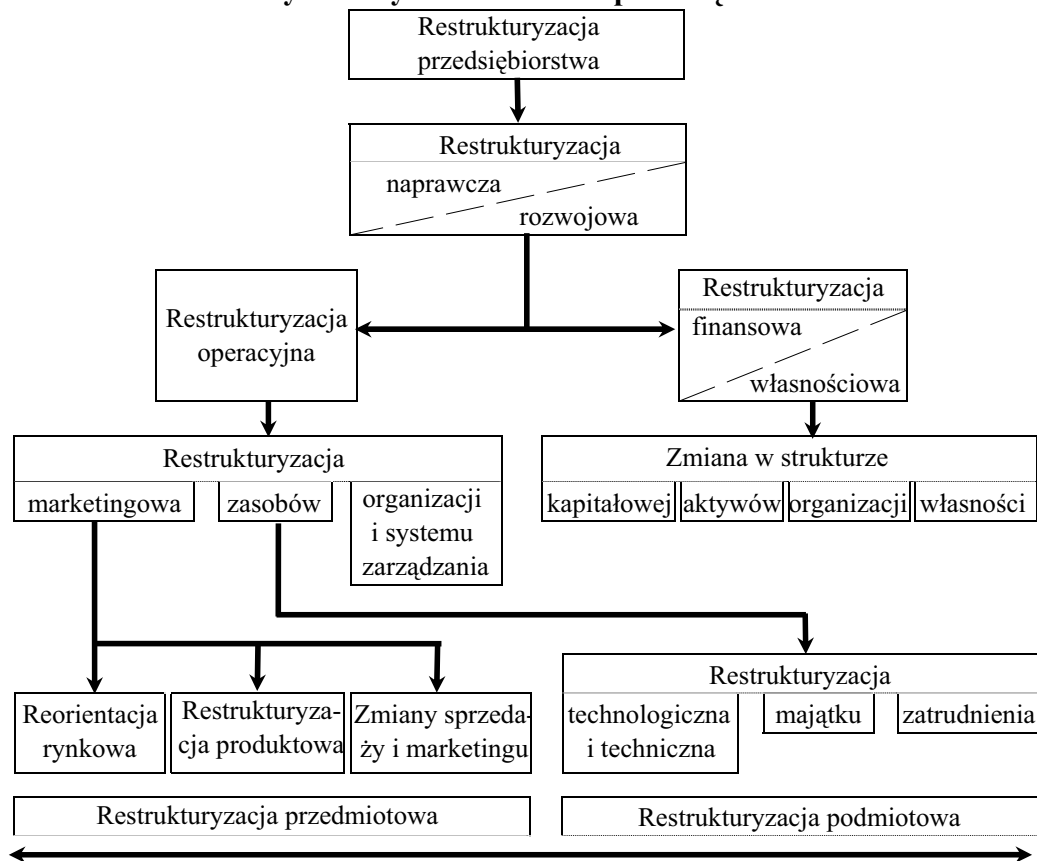 Restrukturyzacja
przedsiębiorstwa
Restrukturyzacja
naprawcza
rozwojowa
Restrukturyzacja
operacyjna
Restrukturyzacja
finansowa
własnościowa
Restrukturyzacja
marketingowa
zasobów
organizacji
i systemu
zarządzania
Zmiana w strukturze
kapitałowej
aktywów
organizacji
własności
Reorientacja
rynkowa
Restrukturyza-
cja produktowa
Zmiany sprzeda-
ży i marketingu
Restrukturyzacja
technologiczna
i techniczna
majątku
zatrudnienia
Restrukturyzacja przedmiotowa
Restrukturyzacja podmiotowa